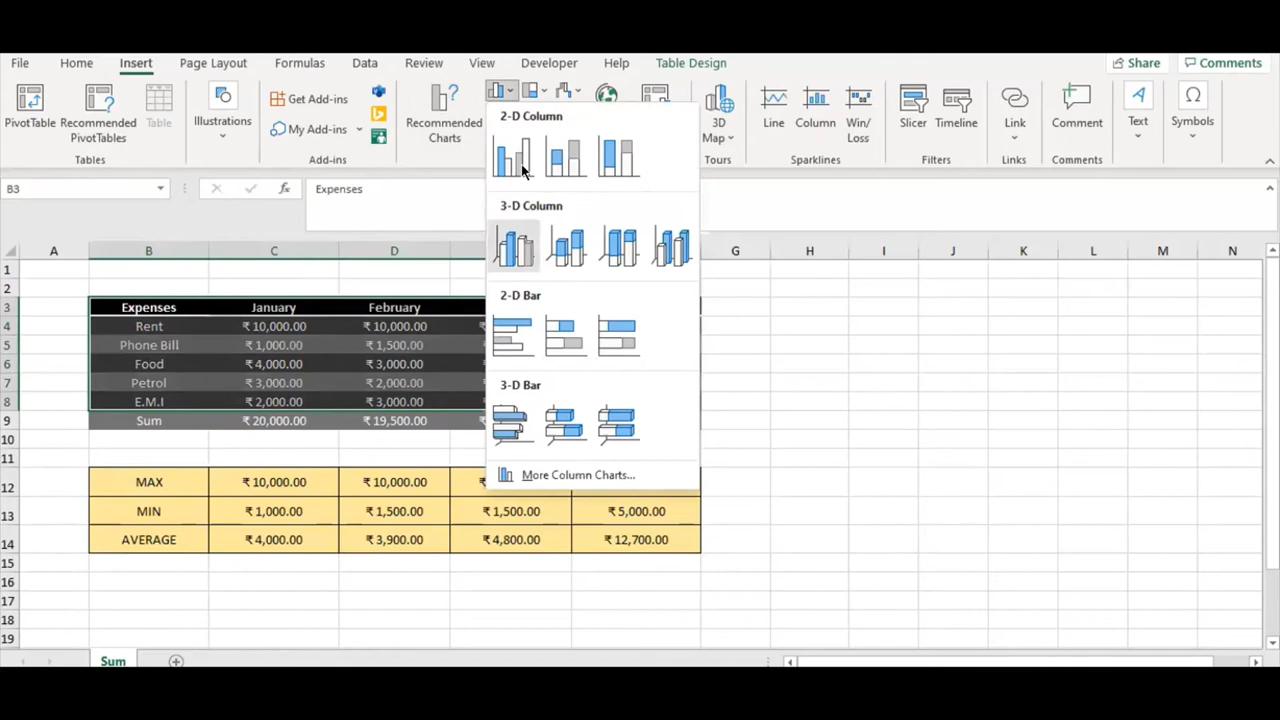 File Home Insert Page Layout Formulas Data Review View Developer Help Table Design Share Comments
PivotTable
Recommended
PivotTables
Table
Tables
Illustrations
Get Add-ins
My Add-ins
Add-ins
Recommended
Charts
3D
Map
Tours
Line
Column
Win/
Loss
Sparklines
Slicer
Timeline
Filters
Link
Links
Comment
Comments
Text
Symbols
2-D Column
3-D Column
2-D Bar
3-D Bar
More Column Charts...
B3 fx Expenses
A B C D G H I J K L M N
1
2
3 Expenses January February
4 Rent ₹ 10,000.00 ₹ 10,000.00
5 Phone Bill ₹ 1,000.00 ₹ 1,500.00
6 Food ₹ 4,000.00 ₹ 3,000.00
7 Petrol ₹ 3,000.00 ₹ 2,000.00
8 E.M.I ₹ 2,000.00 ₹ 3,000.00
9 Sum ₹ 20,000.00 ₹ 19,500.00
10
11
12 MAX ₹ 10,000.00 ₹ 10,000.00
13 MIN ₹ 1,000.00 ₹ 1,500.00 ₹ 1,500.00 ₹ 5,000.00
14 AVERAGE ₹ 4,000.00 ₹ 3,900.00 ₹ 4,800.00 ₹ 12,700.00
15
16
17
18
19
Sum